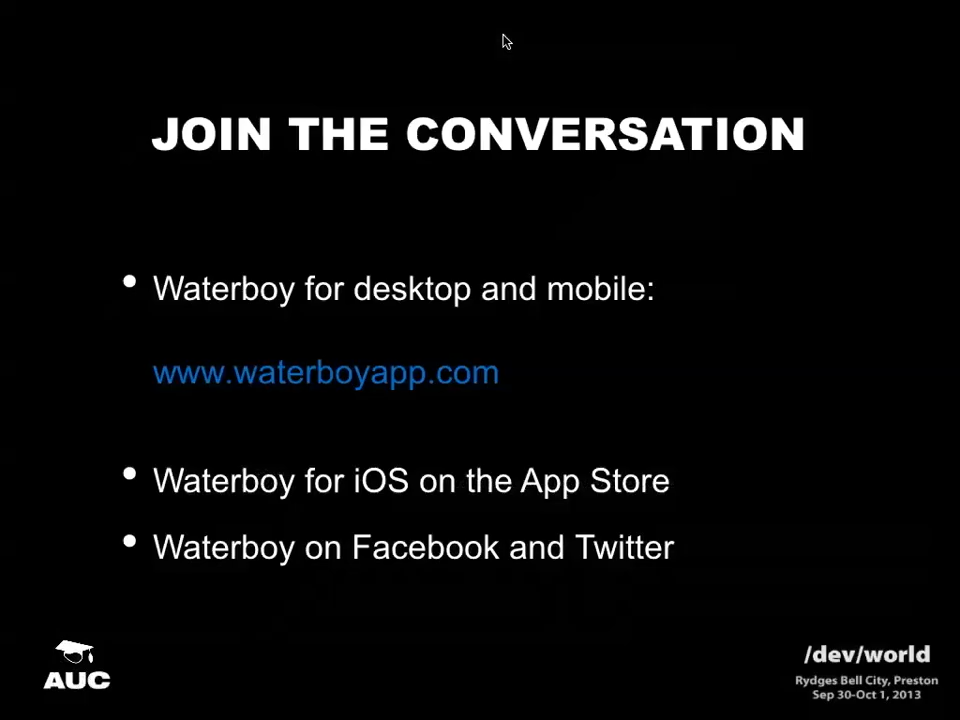 JOIN THE CONVERSATION
• Waterboy for desktop and mobile:
www.waterboyapp.com
• Waterboy for iOS on the App Store
• Waterboy on Facebook and Twitter
AUC
/dev/world
Rydges Bell City, Preston
Sep 30-Oct 1, 2013